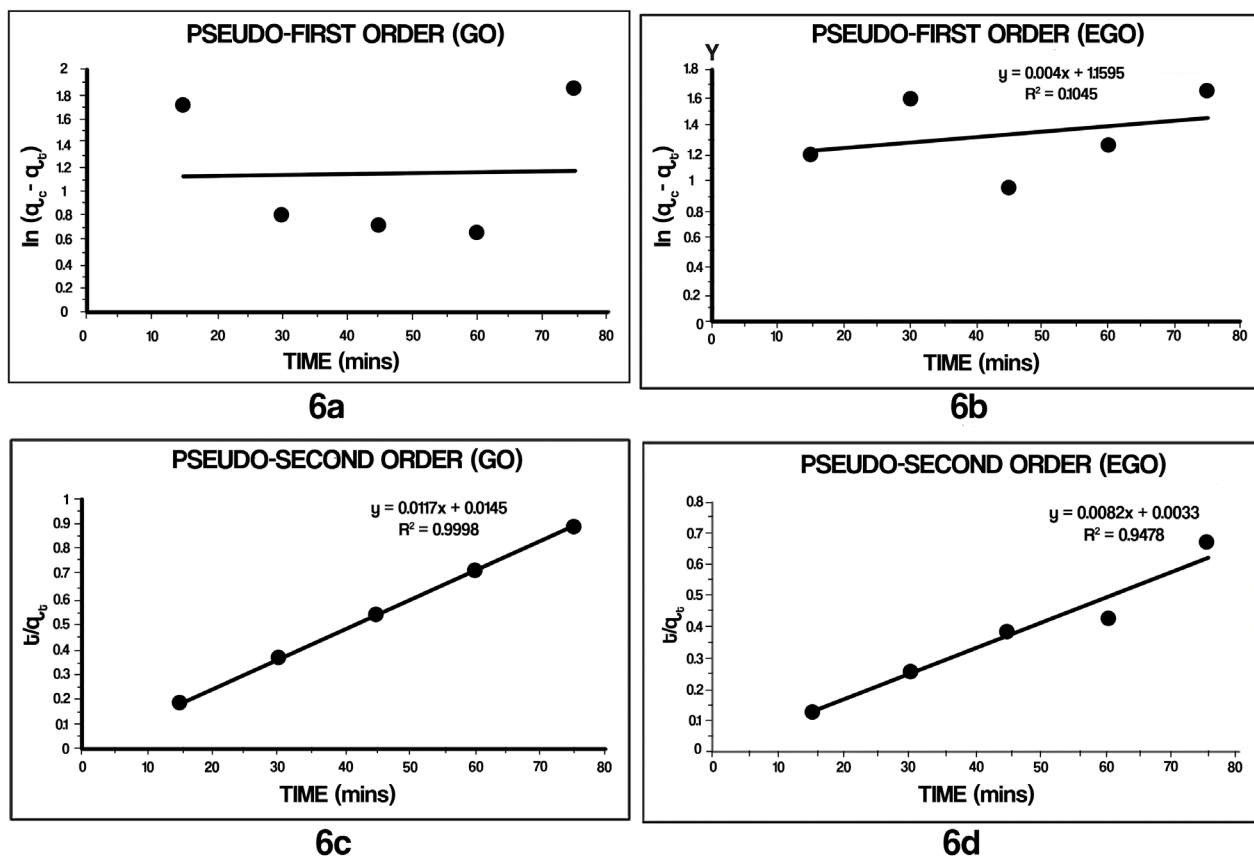 PSEUDO-FIRST ORDER (GO)
2
1.8
1.6
1.4
1.2
1
0.8
0.6
0.4
0.2
0
ln (qc - qt)
0 10 20 30 40 50 60 70 80
TIME (mins)
6a
PSEUDO-FIRST ORDER (EGO)
Y
y = 0.004x + 1.1595
R² = 0.1045
1.8
1.6
1.4
1.2
1.0
1.8
1.6
1.4
0.2
0
ln (qc - qt)
0 10 20 30 40 50 60 70 80
TIME (mins)
6b
PSEUDO-SECOND ORDER (GO)
y = 0.0117x + 0.0145
R² = 0.9998
1
0.9
0.8
0.7
0.6
0.5
0.4
0.3
0.2
0.1
0
t/qt
0 10 20 30 40 50 60 70 80
TIME (mins)
6c
PSEUDO-SECOND ORDER (EGO)
y = 0.0082x + 0.0033
R² = 0.9478
0.8
0.7
0.6
0.5
0.4
0.3
0.2
0.1
0
t/qt
0 10 20 30 40 50 60 70 80
TIME (mins)
6d